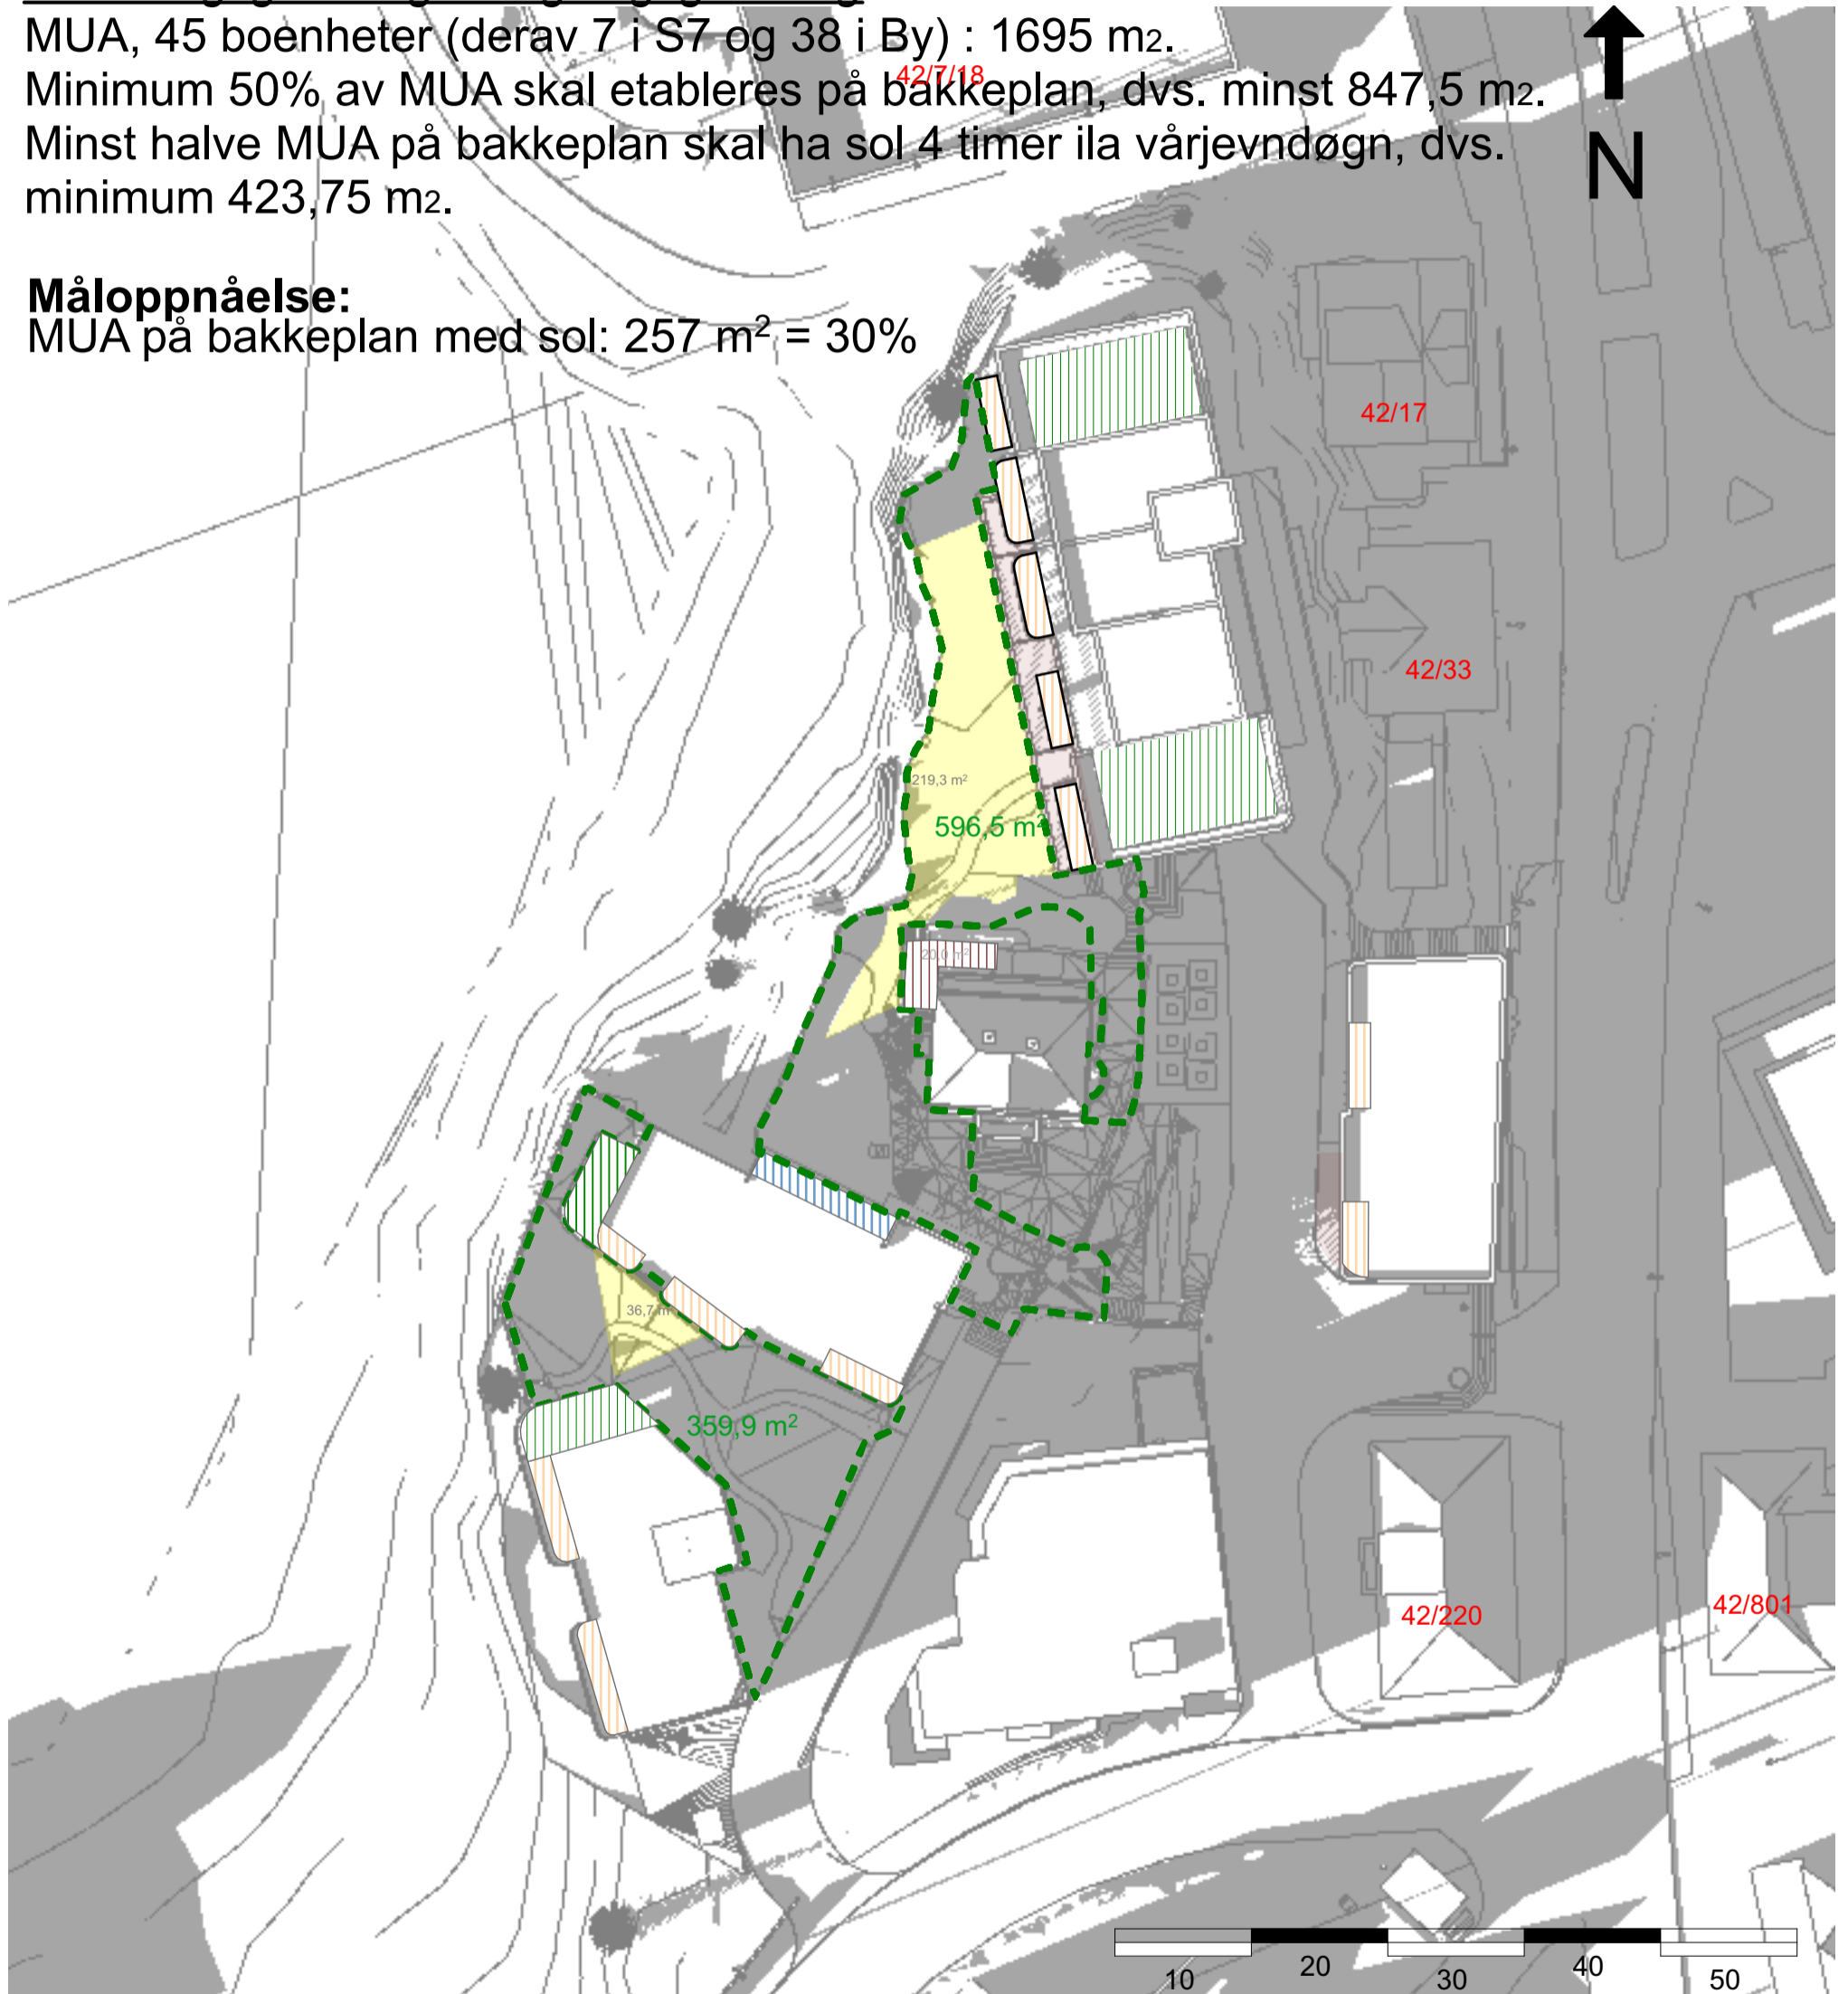 MUA, 45 boenheter (derav 7 i S7 og 38 i By) : 1695 m2.
42/7/18
Minimum 50% av MUA skal etableres på bakkeplan, dvs. minst 847,5 m2.
Minst halve MUA på bakkeplan skal ha sol 4 timer ila vårjevndøgn, dvs.
minimum 423,75 m2.
N
Måloppnåelse:
MUA på bakkeplan med sol: 257 m² = 30%
42/17
42/33
219,3 m²
596,5 m²
20,0 m²
36,7 m
359,9 m²
42/220
42/801
10 20 30 40 50